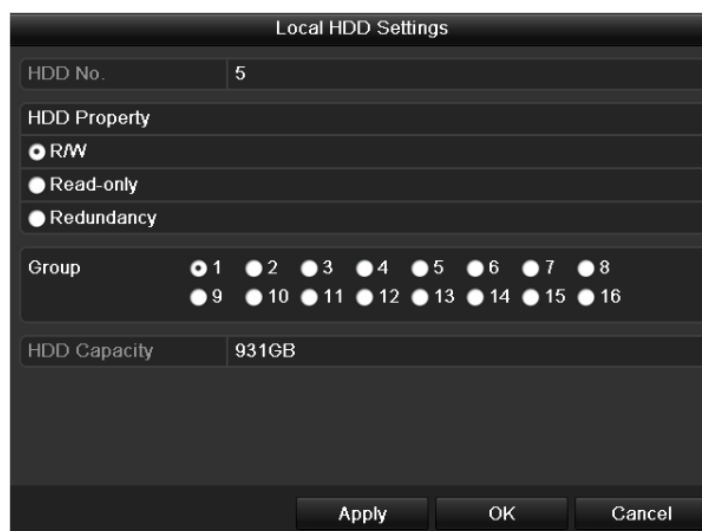 Local HDD Settings
HDD No. 5
HDD Property
R/W
Read-only
Redundancy
Group 1 2 3 4 5 6 7 8
9 10 11 12 13 14 15 16
HDD Capacity 931GB
Apply OK Cancel